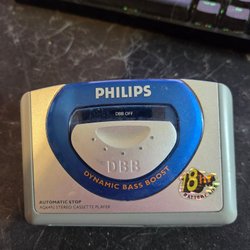 PHILIPS
DBB OFF
DBB
DYNAMIC BASS BOOST
AUTOMATIC STOP
STEREO CASSETTE PLAYER